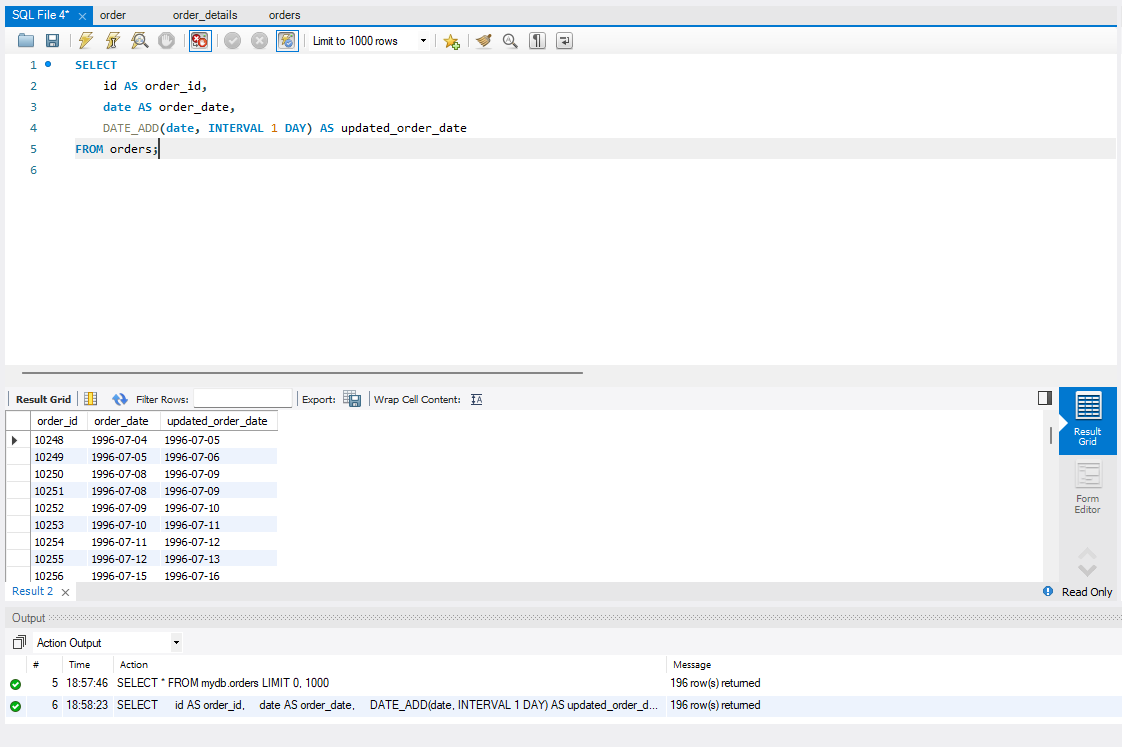 SQL File 4* order order_details orders
Limit to 1000 rows
1 SELECT
2 id AS order_id,
3 date AS order_date,
4 DATE_ADD(date, INTERVAL 1 DAY) AS updated_order_date
5 FROM orders;
6
Result Grid Filter Rows: Export: Wrap Cell Content:
order_id order_date updated_order_date
10248 1996-07-04 1996-07-05
10249 1996-07-05 1996-07-06
10250 1996-07-08 1996-07-09
10251 1996-07-08 1996-07-09
10252 1996-07-09 1996-07-10
10253 1996-07-10 1996-07-11
10254 1996-07-11 1996-07-12
10255 1996-07-12 1996-07-13
10256 1996-07-15 1996-07-16
Result
Grid
Form
Editor
Result 2 Read Only
Output
Action Output
# Time Action Message
5 18:57:46 SELECT * FROM mydb.orders LIMIT 0, 1000 196 row(s) returned
6 18:58:23 SELECT id AS order_id, date AS order_date, DATE_ADD(date, INTERVAL 1 DAY) AS updated_order_d... 196 row(s) returned